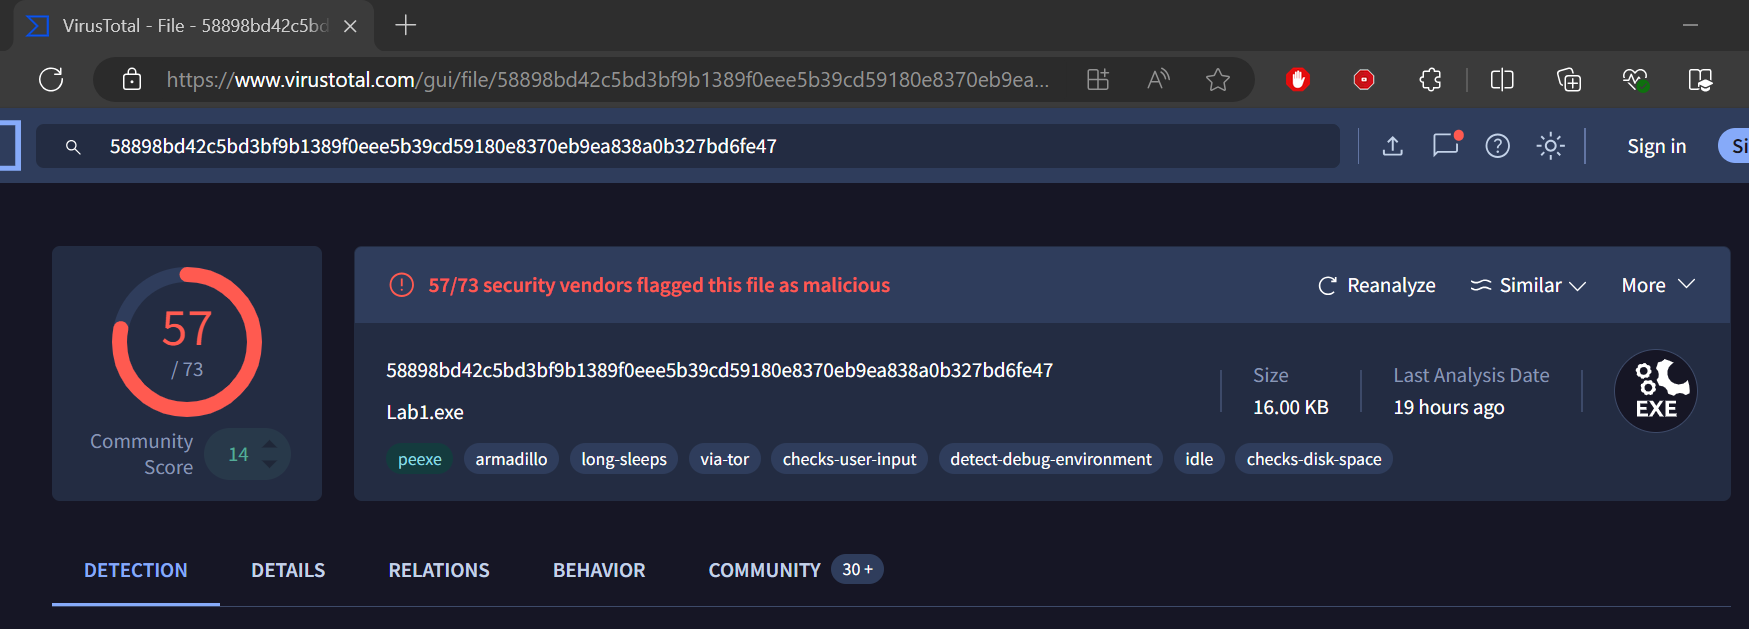 VirusTotal - File - 58898bd42c5bd
https://www.virustotal.com/gui/file/58898bd42c5bd3bf9b1389f0eee5b39cd59180e8370eb9ea...
58898bd42c5bd3bf9b1389f0eee5b39cd59180e8370eb9ea838a0b327bd6fe47
Sign in
Si
57
/ 73
Community
Score
14
57/73 security vendors flagged this file as malicious
Reanalyze
Similar
More
58898bd42c5bd3bf9b1389f0eee5b39cd59180e8370eb9ea838a0b327bd6fe47
Lab1.exe
Size
16.00 KB
Last Analysis Date
19 hours ago
EXE
peexe armadillo long-sleeps via-tor checks-user-input detect-debug-environment idle checks-disk-space
DETECTION DETAILS RELATIONS BEHAVIOR COMMUNITY 30 +